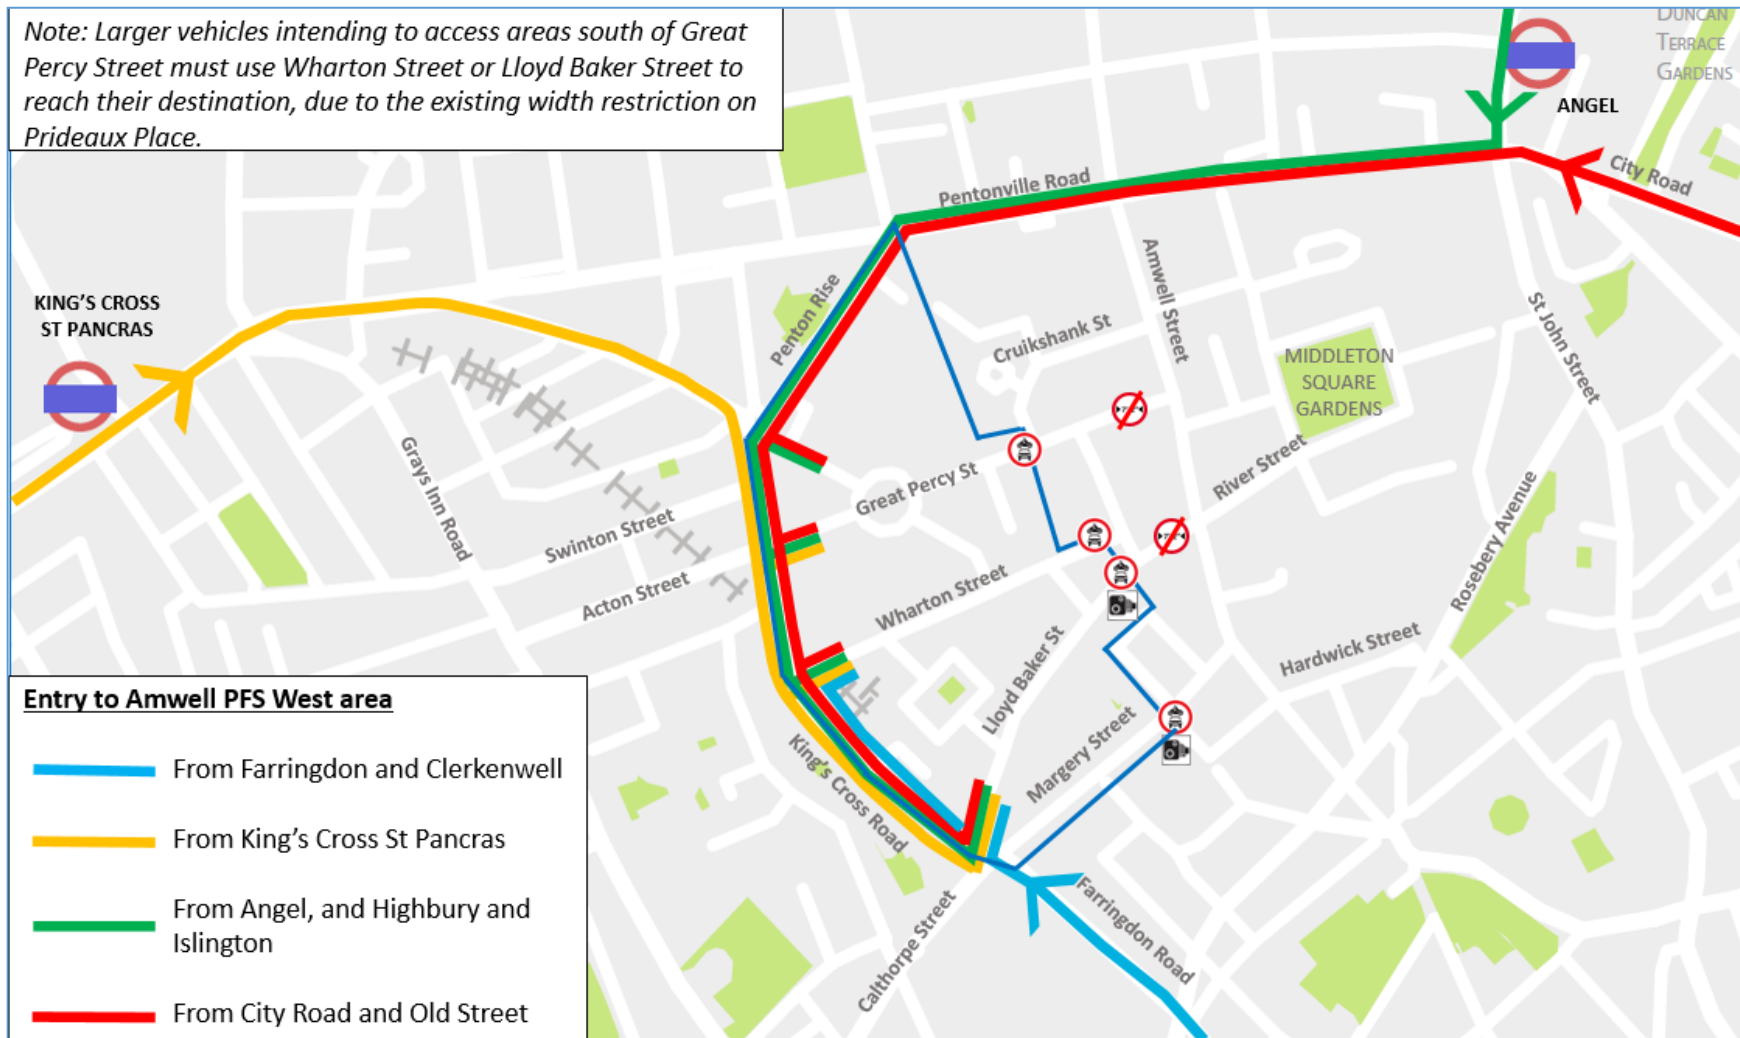 Note: Larger vehicles intending to access areas south of Great
Percy Street must use Wharton Street or Lloyd Baker Street to
reach their destination, due to the existing width restriction on
Prideaux Place.
DUNCAN
TERRACE
GARDENS
ANGEL
City Road
Pentonville Road
KING'S CROSS
ST PANCRAS
Penton Rise
Amwell Street
Cruikshank St
St John Street
MIDDLETON
SQUARE
GARDENS
Grays Inn Road
Great Percy St
River Street
Swinton Street
Rosebery Avenue
Acton Street
Wharton Street
Lloyd Baker St
Hardwick Street
Margery Street
King's Cross Road
Calthorpe Street
Farringdon Road
Entry to Amwell PFS West area
From Farringdon and Clerkenwell
From King's Cross St Pancras
From Angel, and Highbury and
Islington
From City Road and Old Street